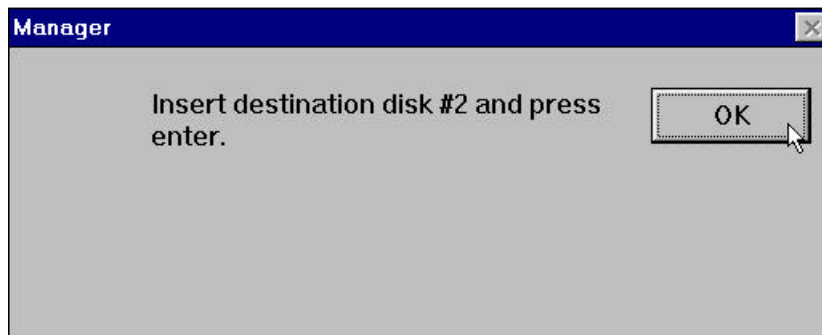 Manager
Insert destination disk #2 and press
enter.
OK